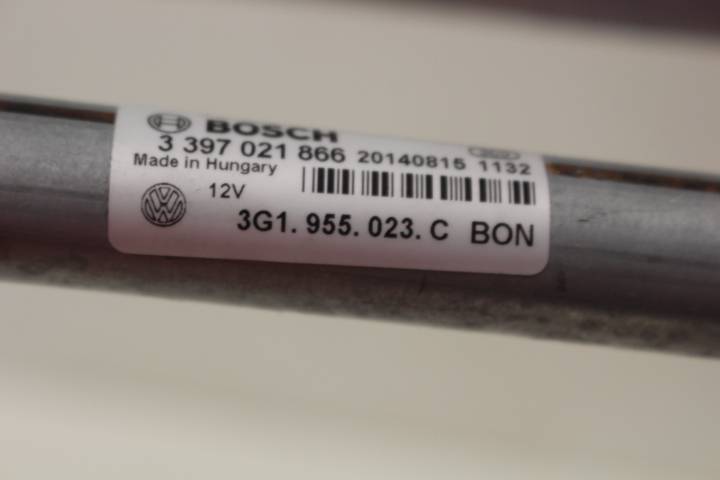 BOSCH
3 397 021 866 20140815 1132
Made in Hungary
12V
3G1. 955. 023. C BON